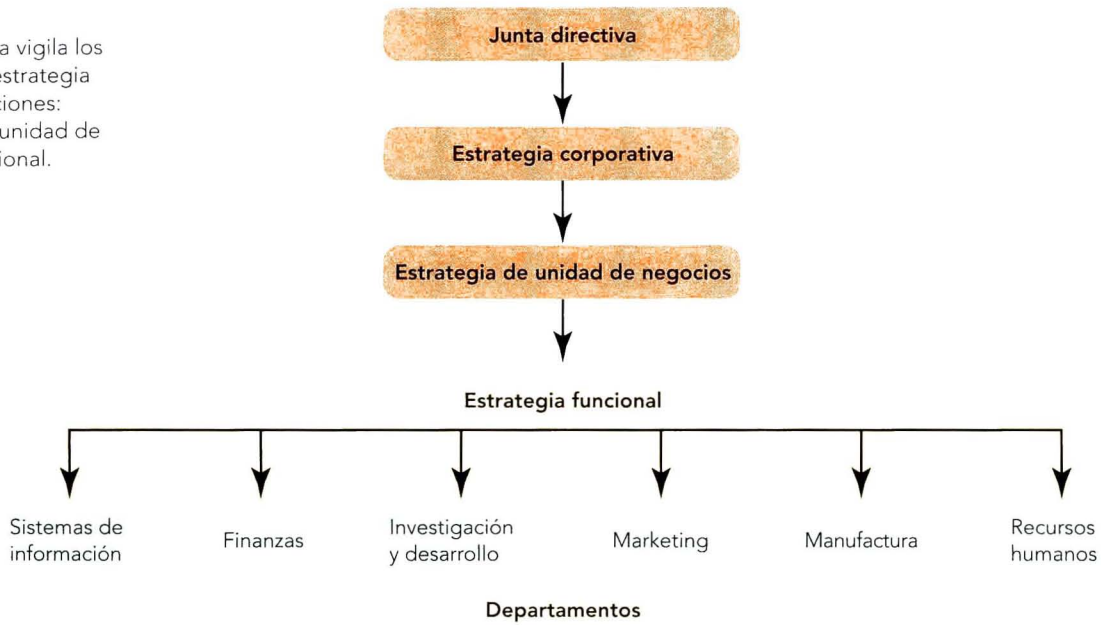 a vigila los
estrategia
ciones:
unidad de
ional.
Junta directiva
Estrategia corporativa
Estrategia de unidad de negocios
Estrategia funcional
Sistemas de
información
Finanzas
Investigación
y desarrollo
Marketing
Manufactura
Recursos
humanos
Departamentos